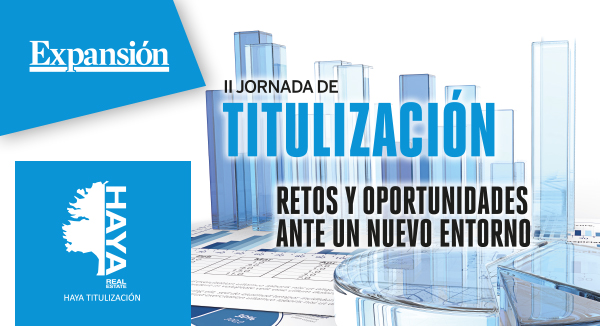 Expansión
II JORNADA DE
TITULIZACIÓN
RETOS Y OPORTUNIDADES
ANTE UN NUEVO ENTORNO
HAYA
REAL
ESTATE
HAYA TITULIZACIÓN